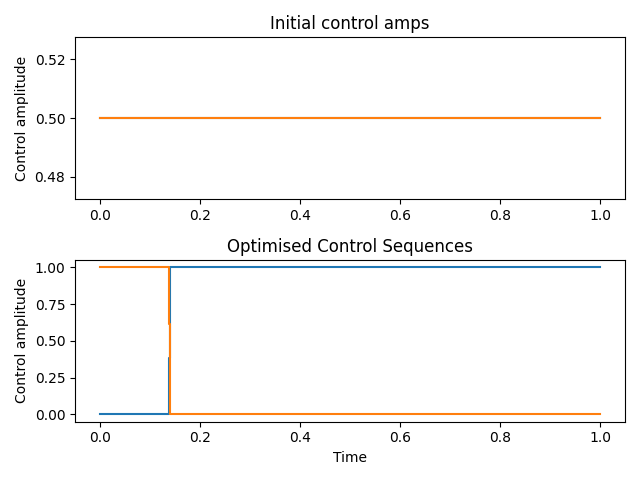 Initial control amps
Control amplitude
0.52
0.50
0.48
0.0 0.2 0.4 0.6 0.8 1.0
Optimised Control Sequences
Control amplitude
1.00
0.75
0.50
0.25
0.00
0.0 0.2 0.4 0.6 0.8 1.0
Time